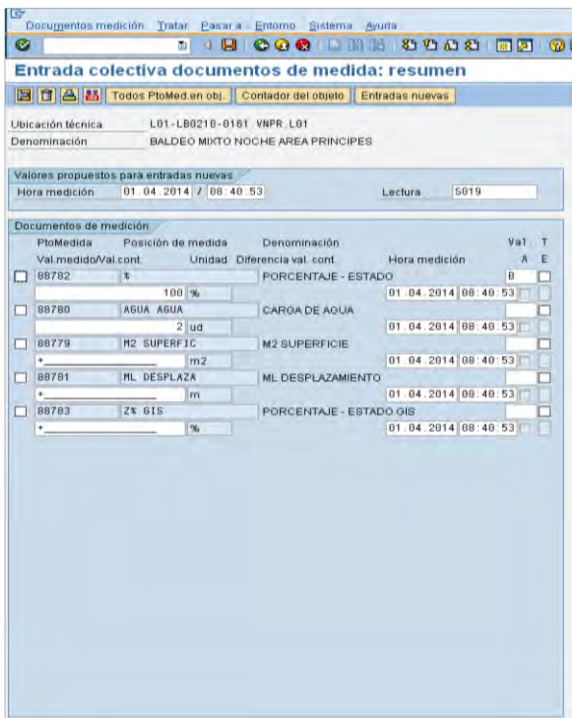 Documentos medición Tratar Pasar a Entorno Sistema Ayuda
Entrada colectiva documentos de medida: resumen
Todos PtoMed.en obj. Contador del objeto Entradas nuevas
Ubicación técnica L01-LB0210-0161.VNPR.L01
Denominación BALDEO MIXTO NOCHE AREA PRINCIPES
Valores propuestos para entradas nuevas
Hora medición 01.04.2014 / 08:40:53 Lectura S019
Documentos de medición
PtoMedida Posición de medida Denominación Val T
Val.medido/Val.cont. Unidad Diferencia val. cont. Hora medición A E
88782 % PORCENTAJE - ESTADO B
100 % 01.04.2014 08:40:53
88780 AGUA AGUA CARGA DE AGUA
2 ud 01.04.2014 08:40:53
88779 M2 SUPERFIC M2 SUPERFICIE
+ m2 01.04.2014 08:40:53
88781 ML DESPLAZA ML DESPLAZAMIENTO
+ m 01.04.2014 08:40:53
88783 Z% GIS PORCENTAJE - ESTADO GIS
+ % 01.04.2014 08:40:53